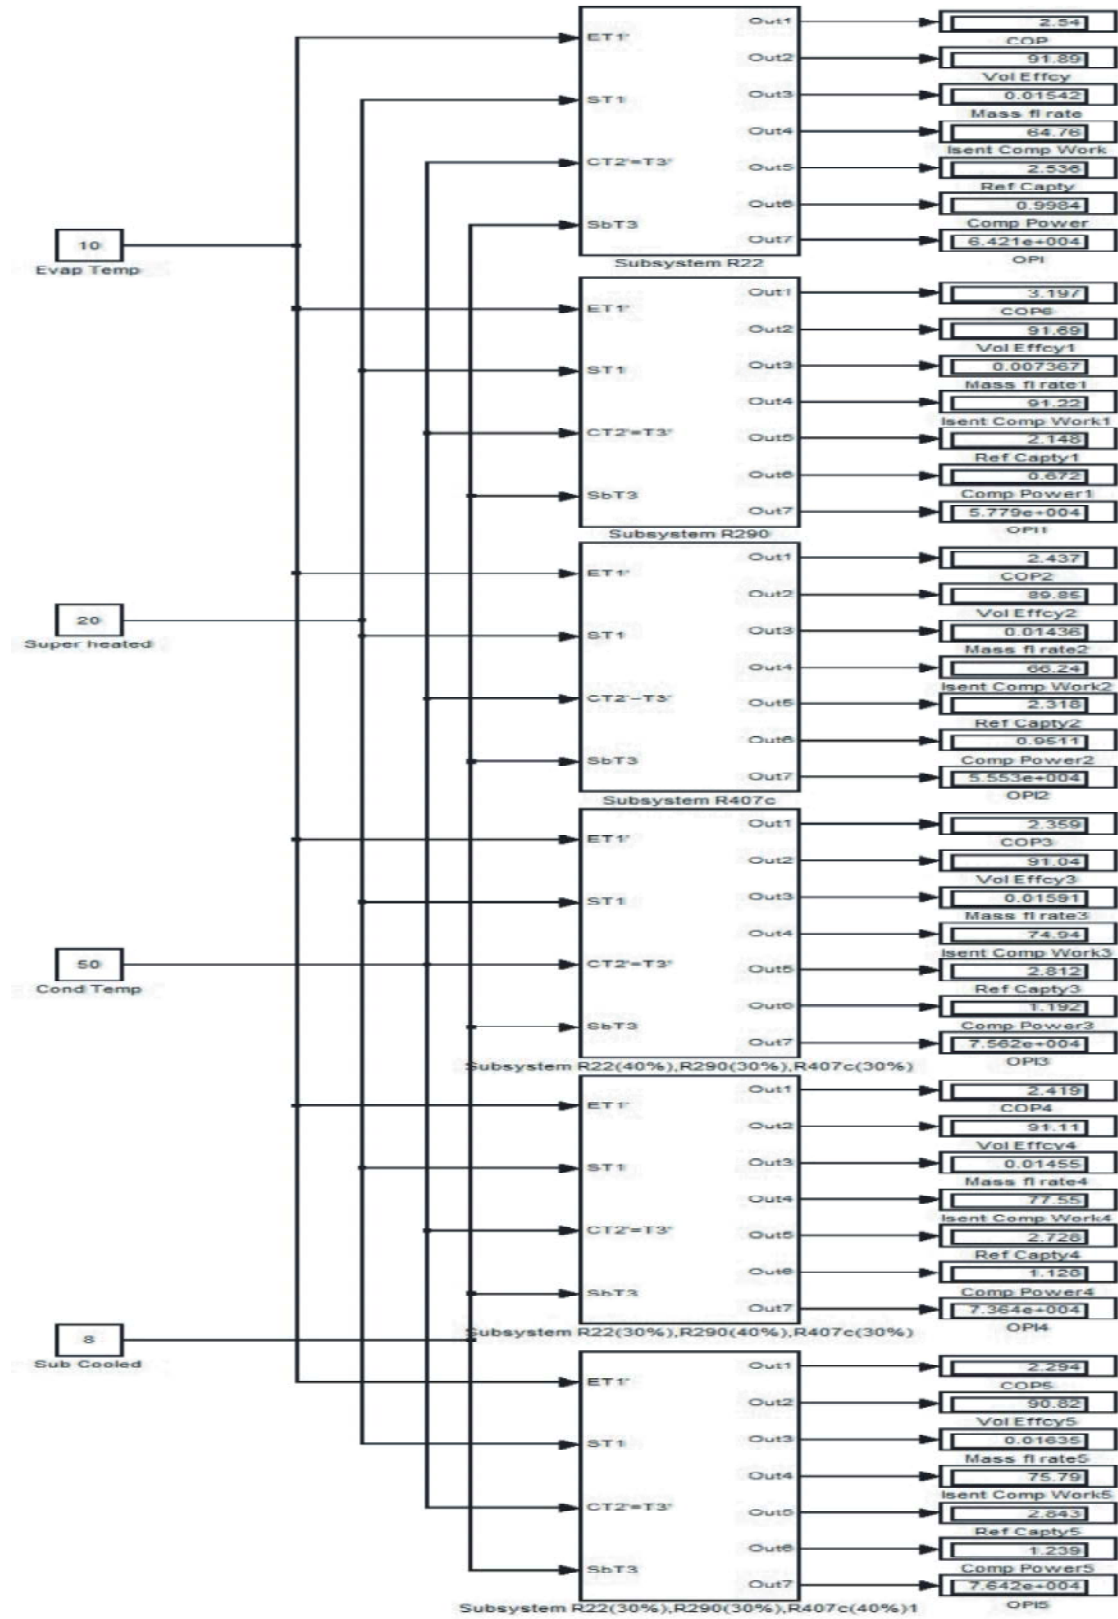 10
Evap Temp
20
Super heated
50
Cond Temp
8
Sub Cooled
ET1'
ST1
CT2'=T3'
SbT3
Out1
Out2
Out3
Out4
Out5
Out6
Out7
Subsystem R22
2.54
COP
91.89
Vol Effcy
0.01542
Mass fl rate
64.76
Isent Comp Work
2.536
Ref Capty
0.9984
Comp Power
6.421e+004
OPI
ET1'
ST1
CT2'=T3'
SbT3
Out1
Out2
Out3
Out4
Out5
Out6
Out7
Subsystem R290
3.197
COP6
91.69
Vol Effcy1
0.007367
Mass fl rate1
91.22
Isent Comp Work1
2.148
Ref Capty1
0.672
Comp Power1
5.779e+004
OPI1
ET1'
ST1
CT2'=T3'
SbT3
Out1
Out2
Out3
Out4
Out5
Out6
Out7
Subsystem R407c
2.437
COP2
89.85
Vol Effcy2
0.01436
Mass fl rate2
66.24
Isent Comp Work2
2.318
Ref Capty2
0.9511
Comp Power2
5.553e+004
OPI2
ET1'
ST1
CT2'=T3'
SbT3
Out1
Out2
Out3
Out4
Out5
Out6
Out7
Subsystem R22(40%),R290(30%),R407c(30%)
2.359
COP3
91.04
Vol Effcy3
0.01591
Mass fl rate3
74.94
Isent Comp Work3
2.812
Ref Capty3
1.192
Comp Power3
7.562e+004
OPI3
ET1'
ST1
CT2'=T3'
SbT3
Out1
Out2
Out3
Out4
Out5
Out6
Out7
Subsystem R22(30%),R290(40%),R407c(30%)
2.419
COP4
91.11
Vol Effcy4
0.01455
Mass fl rate4
77.55
Isent Comp Work4
2.728
Ref Capty4
1.128
Comp Power4
7.364e+004
OPI4
ET1'
ST1
CT2'=T3'
SbT3
Out1
Out2
Out3
Out4
Out5
Out6
Out7
Subsystem R22(30%),R290(30%),R407c(40%)1
2.294
COP5
90.82
Vol Effcy5
0.01635
Mass fl rate5
75.79
Isent Comp Work5
2.843
Ref Capty5
1.239
Comp Power5
7.642e+004
OPI5